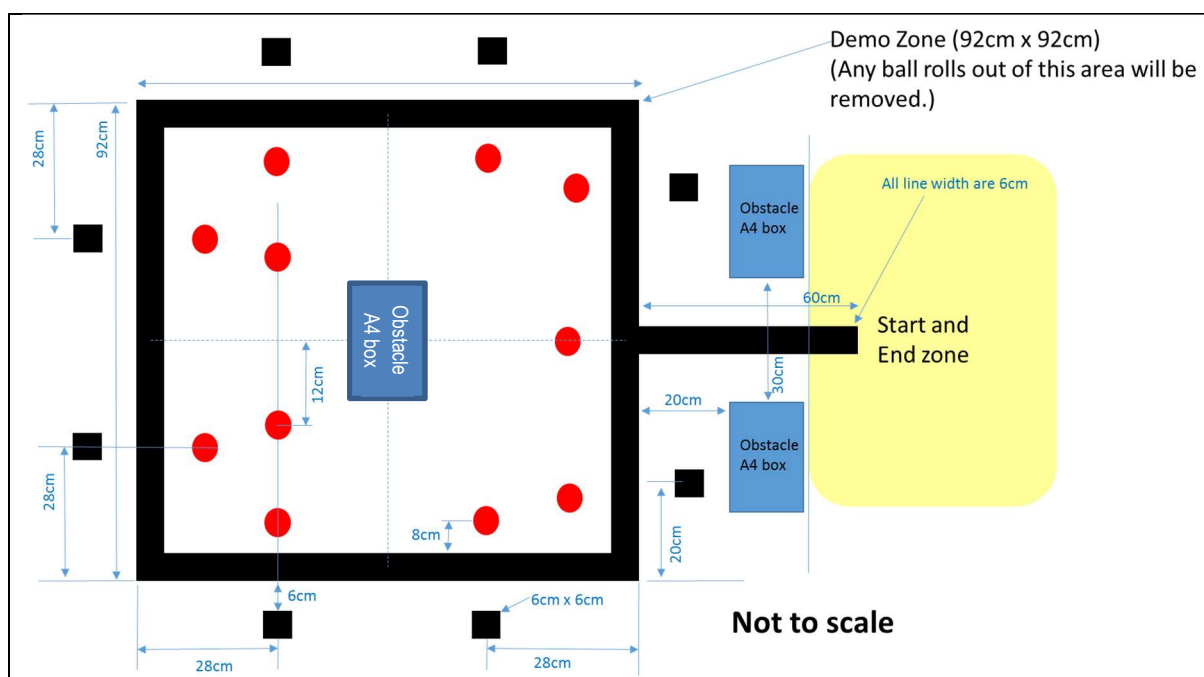 Demo Zone (92cm x 92cm)
(Any ball rolls out of this area will be
removed.)
28cm
92cm
All line width are 6cm
Obstacle
A4 box
Obstacle
A4 box
60cm
Start and
End zone
12cm
30cm
20cm
Obstacle
A4 box
28cm
8cm
20cm
6cm
6cm x 6cm
Not to scale
28cm
28cm